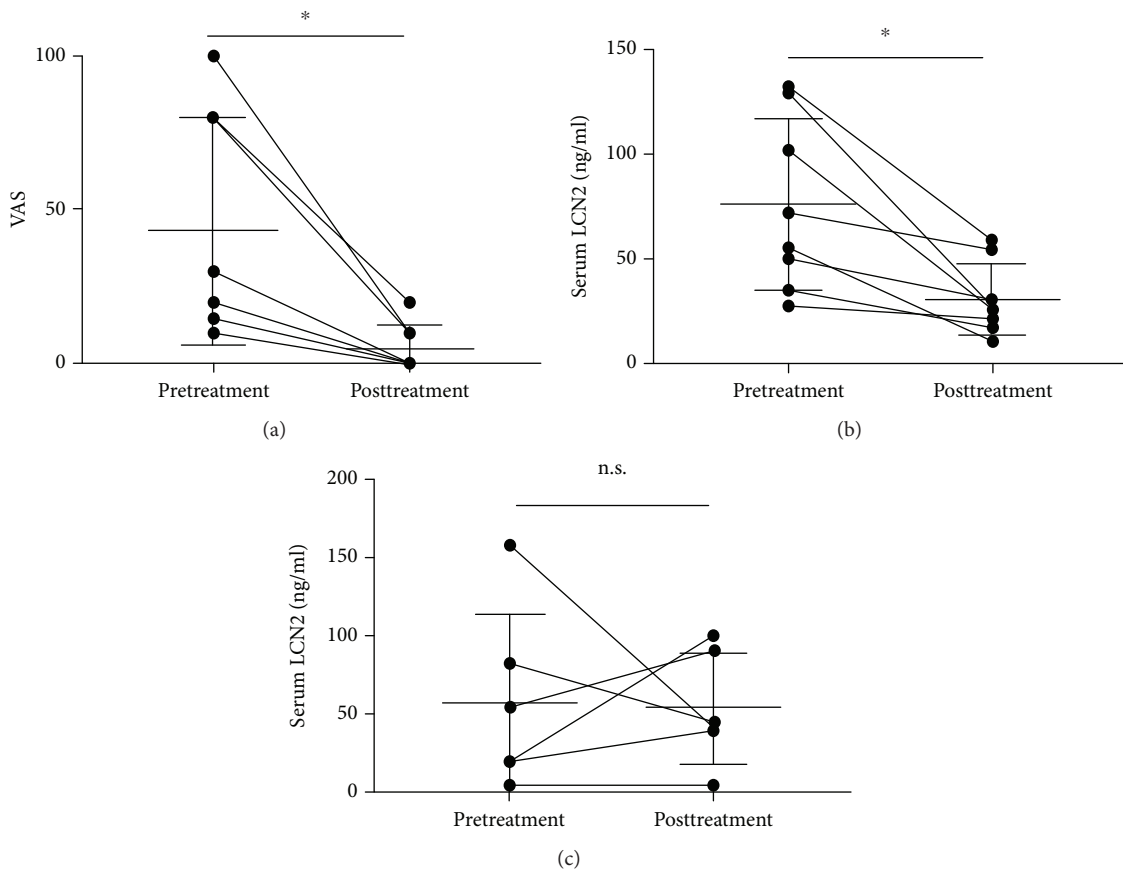 *
100
50
0
VAS
Pretreatment
Posttreatment
(a)
*
150
100
50
0
Serum LCN2 (ng/ml)
Pretreatment
Posttreatment
(b)
n.s.
200
150
100
50
0
Serum LCN2 (ng/ml)
Pretreatment
Posttreatment
(c)